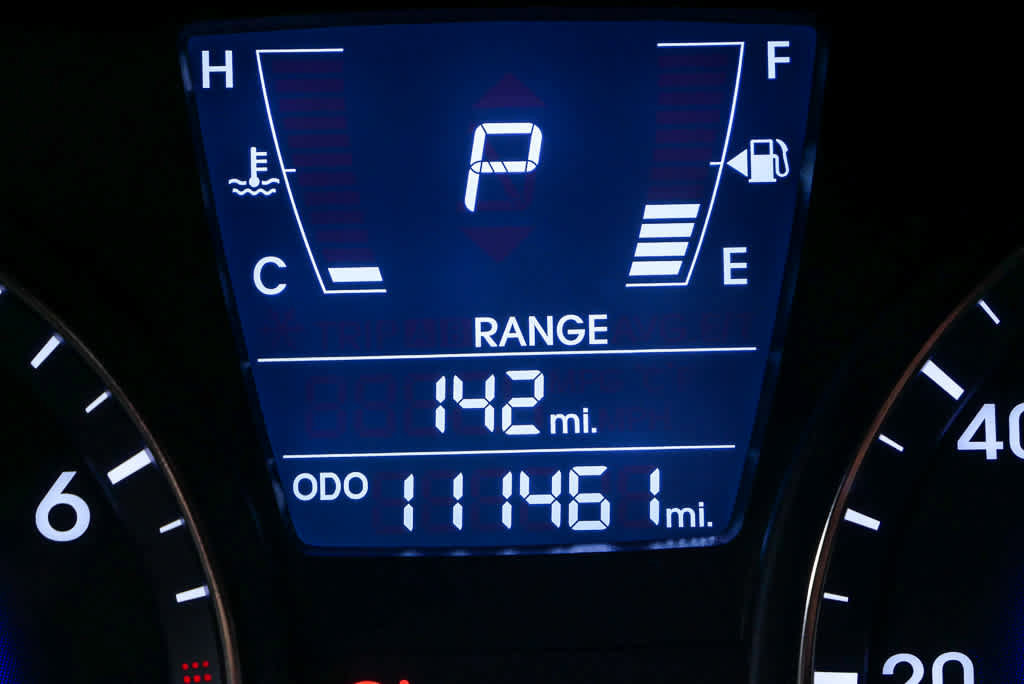 H F
P
C E
RANGE
142 mi.
ODO 111461 mi.
6
40
20